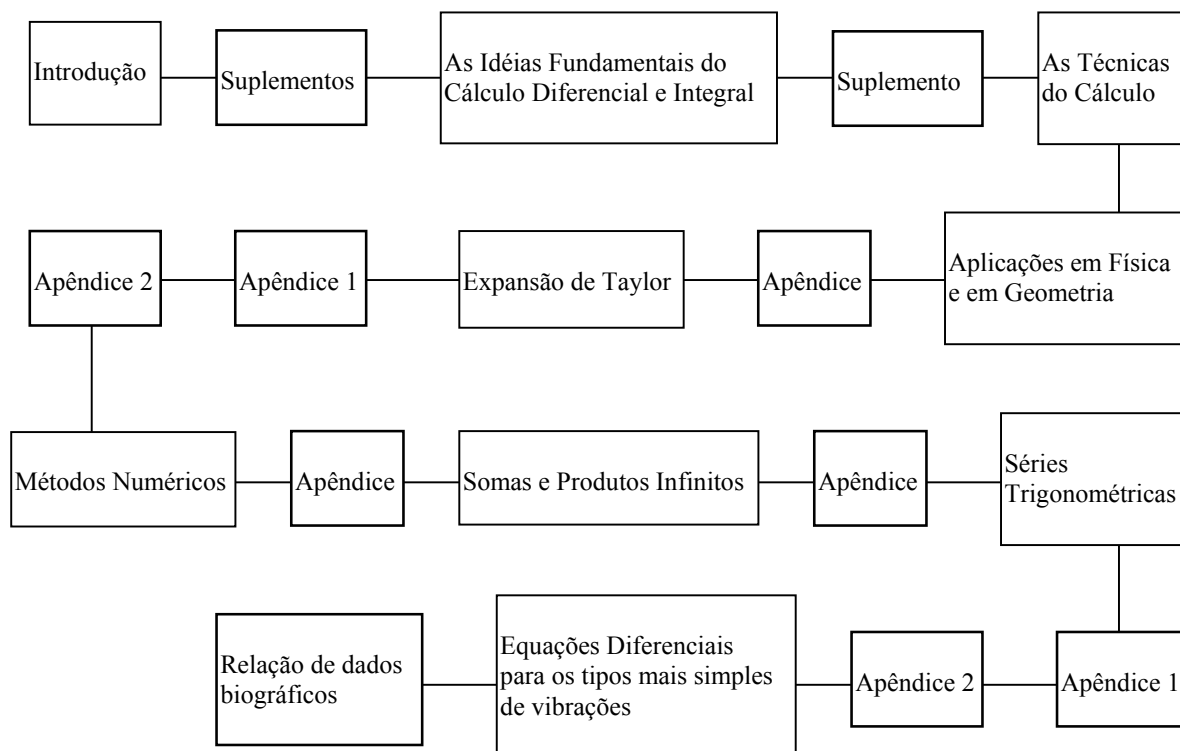 Introdução
Suplementos
As Idéias Fundamentais do
Cálculo Diferencial e Integral
Suplemento
As Técnicas
do Cálculo
Aplicações em Física
e em Geometria
Apêndice
Expansão de Taylor
Apêndice 1
Apêndice 2
Métodos Numéricos
Apêndice
Somas e Produtos Infinitos
Apêndice
Séries
Trigonométricas
Apêndice 1
Apêndice 2
Equações Diferenciais
para os tipos mais simples
de vibrações
Relação de dados
biográficos